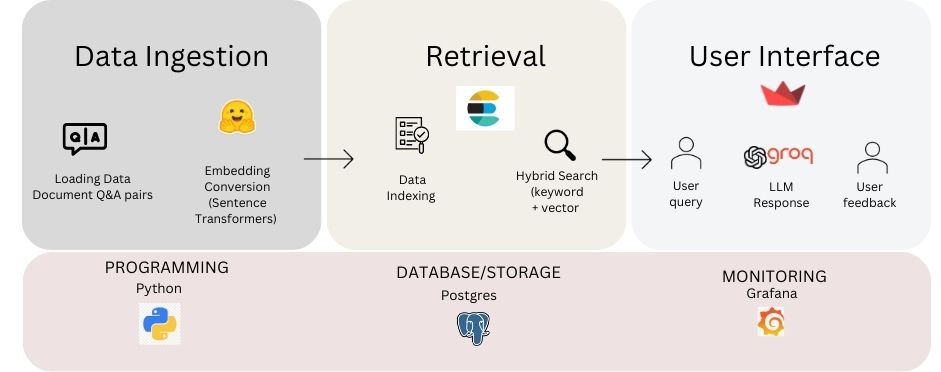 Data Ingestion
Q|A
Loading Data
Document Q&A pairs
Embedding
Conversion
(Sentence
Transformers)
Retrieval
Data
Indexing
Hybrid Search
(keyword
+ vector
User Interface
User
query
groq
LLM
Response
User
feedback
PROGRAMMING
Python
DATABASE/STORAGE
Postgres
MONITORING
Grafana